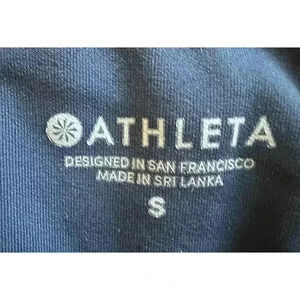 ATHLETA
DESIGNED IN SAN FRANCISCO
MADE IN SRI LANKA
S